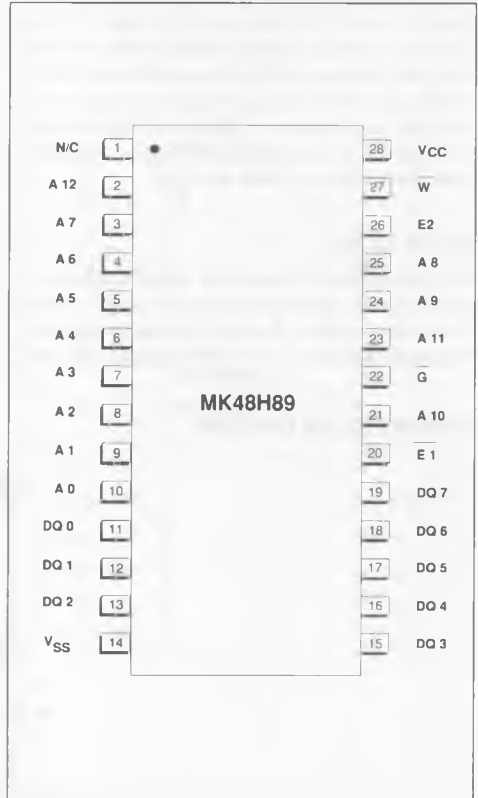 N/C 1 28 VCC
A 12 2 27 W
A 7 3 26 E2
A 6 4 25 A 8
A 5 5 24 A 9
A 4 6 23 A 11
A 3 7 22 G
MK48H89
A 2 8 21 A 10
A 1 9 20 E 1
A 0 10 19 DQ 7
DQ 0 11 18 DQ 6
DQ 1 12 17 DQ 5
DQ 2 13 16 DQ 4
VSS 14 15 DQ 3